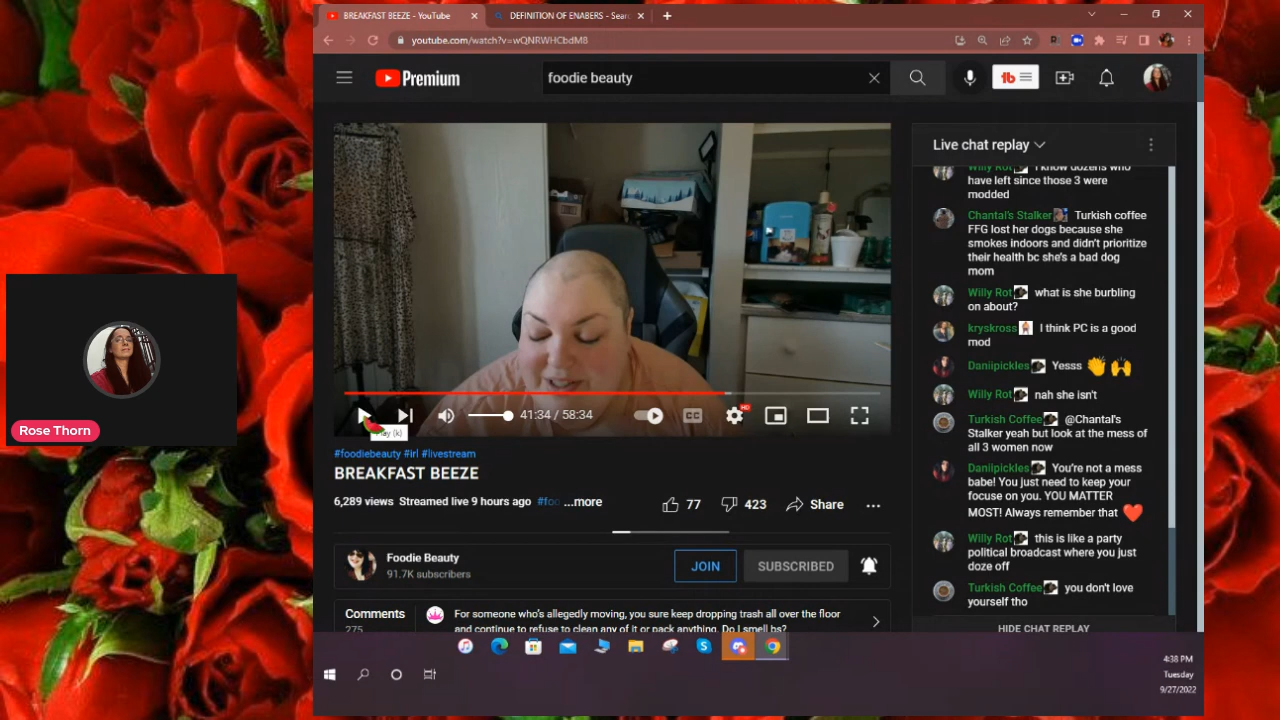 BREAKFAST BEEZE - YouTube
DEFINITION OF ENABERS - Sear
youtube.com/watch?v=wQNRWHCbdM8
Premium
foodie beauty
Live chat replay
Willy Rot I know dozens who
have left since those 3 were
modded
Chantal's Stalker Turkish coffee
FFG lost her dogs because she
smokes indoors and didn't prioritize
their health bc she's a bad dog
mom
Willy Rot what is she burbling
on about?
kryskross I think PC is a good
mod
Daniipickles Yesss 👏 🙌
Willy Rot nah she isn't
Turkish Coffee @Chantal's
Stalker yeah but look at the mess of
all 3 women now
Daniipickles You're not a mess
babe! You just need to keep your
focuse on you. YOU MATTER
MOST! Always remember that ❤️
Willy Rot this is like a party
political broadcast where you just
doze off
Turkish Coffee you don't love
yourself tho
HIDE CHAT REPLAY
41:34 / 58:34
CC
HD
Play (k)
#foodiebeauty #irl #livestream
BREAKFAST BEEZE
6,289 views Streamed live 9 hours ago #foo ...more
77
423
Share
Foodie Beauty
91.7K subscribers
JOIN
SUBSCRIBED
Comments
275
For someone who's allegedly moving, you sure keep dropping trash all over the floor
and continue to refuse to clean any of it or pack anything. Do I smell bs?
Rose Thorn
4:38 PM
Tuesday
9/27/2022